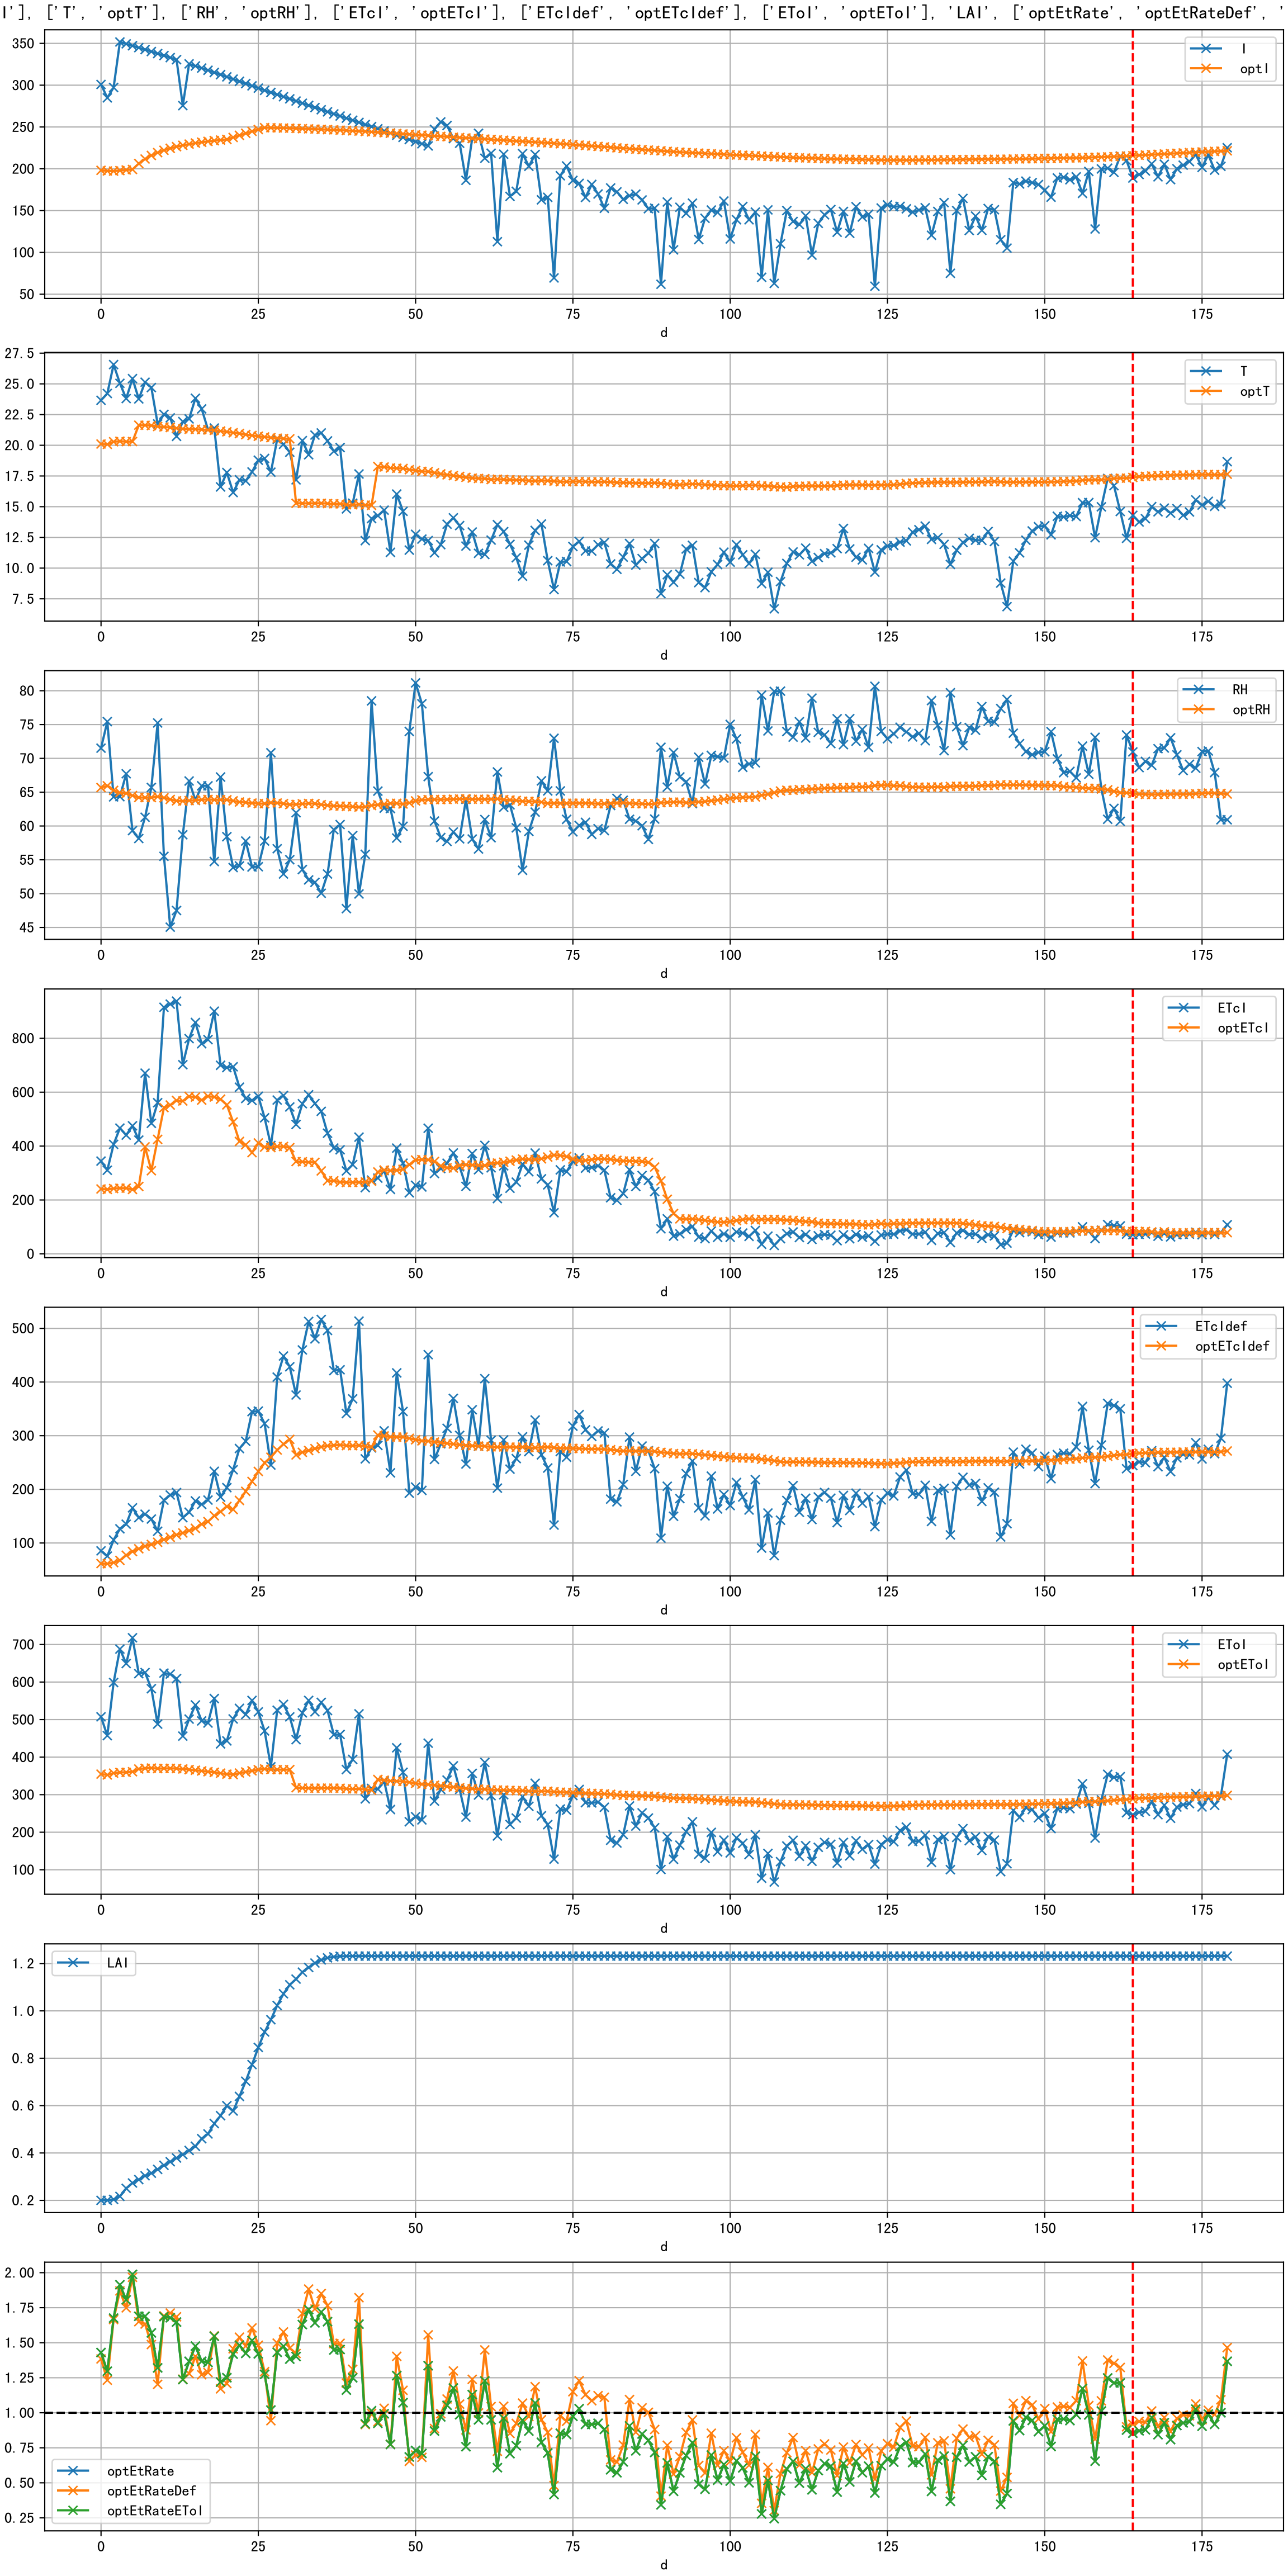 I'], ['T', 'optT'], ['RH', 'optRH'], ['ETcI', 'optETcI'], ['ETcIdef', 'optETcIdef'], ['EToI', 'optEToI'], 'LAI', ['optEtRate', 'optEtRateDef', '
350
300
250
200
150
100
50
I
optI
0 25 50 75 100 125 150 175
d
27.5
25.0
22.5
20.0
17.5
15.0
12.5
10.0
7.5
T
optT
0 25 50 75 100 125 150 175
d
80
75
70
65
60
55
50
45
RH
optRH
0 25 50 75 100 125 150 175
d
800
600
400
200
0
ETcI
optETcI
0 25 50 75 100 125 150 175
d
500
400
300
200
100
ETcIdef
optETcIdef
0 25 50 75 100 125 150 175
d
700
600
500
400
300
200
100
EToI
optEToI
0 25 50 75 100 125 150 175
d
1.2
1.0
0.8
0.6
0.4
0.2
LAI
0 25 50 75 100 125 150 175
d
2.00
1.75
1.50
1.25
1.00
0.75
0.50
0.25
optEtRate
optEtRateDef
optEtRateEToI
0 25 50 75 100 125 150 175
d